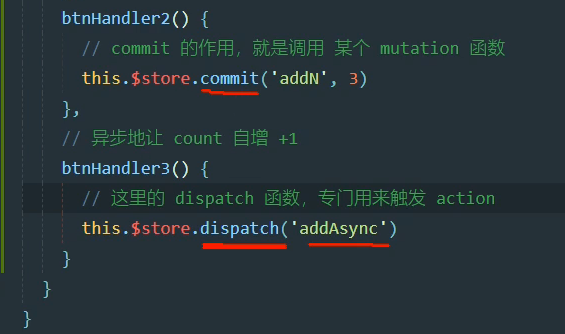 btnHandler2() {
// commit 的作用，就是调用 某个 mutation 函数
this.$store.commit('addN', 3)
},
// 异步地让 count 自增 +1
btnHandler3() {
// 这里的 dispatch 函数，专门用来触发 action
this.$store.dispatch('addAsync')
}
}
}